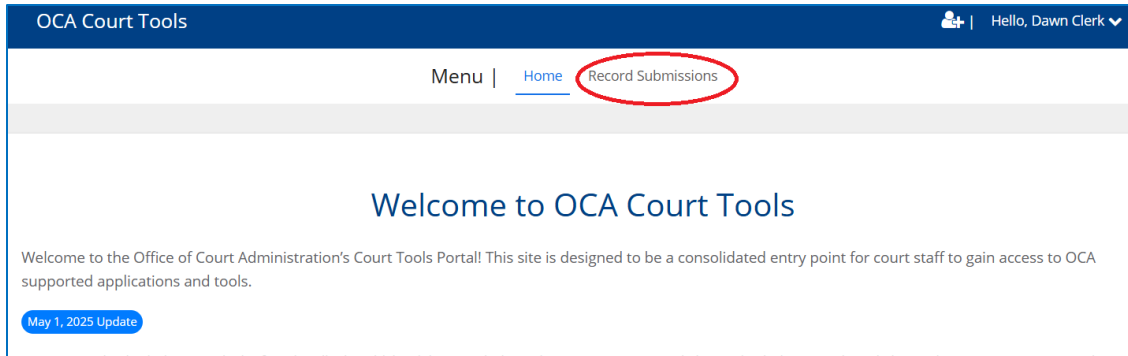 OCA Court Tools
| Hello, Dawn Clerk
Menu | Home Record Submissions
Welcome to OCA Court Tools
Welcome to the Office of Court Administration's Court Tools Portal! This site is designed to be a consolidated entry point for court staff to gain access to OCA
supported applications and tools.
May 1, 2025 Update